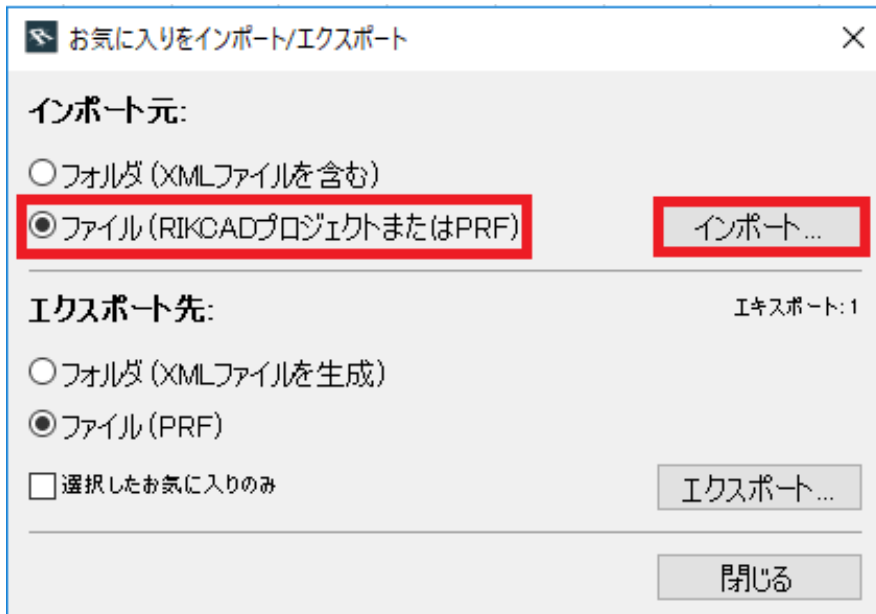 お気に入りをインポート/エクスポート
インポート元:
フォルダ(XMLファイルを含む)
ファイル(RIKCADプロジェクトまたはPRF)
インポート...
エクスポート先:
エキスポート:1
フォルダ(XMLファイルを生成)
ファイル(PRF)
選択したお気に入りのみ
エクスポート...
閉じる